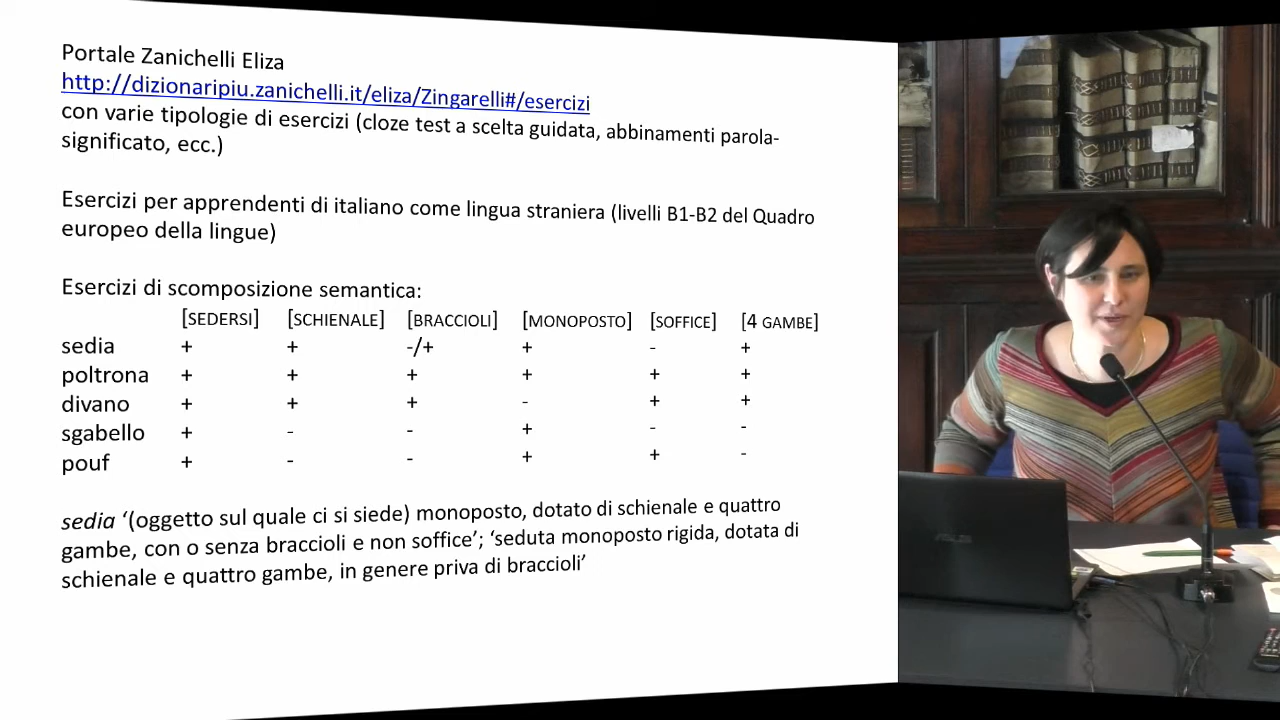 Portale Zanichelli Eliza
http://dizionaripiu.zanichelli.it/eliza/Zingarelli#/esercizi
con varie tipologie di esercizi (cloze test a scelta guidata, abbinamenti parola-
significato, ecc.)
Esercizi per apprendenti di italiano come lingua straniera (livelli B1-B2 del Quadro
europeo della lingue)
Esercizi di scomposizione semantica:
[SEDERSI] [SCHIENALE] [BRACCIOLI] [MONOPOSTO] [SOFFICE] [4 GAMBE]
sedia + + -/+ + - +
poltrona + + + + + +
divano + + + - + +
sgabello + - - + - -
pouf + - - + + -
sedia ‘(oggetto sul quale ci si siede) monoposto, dotato di schienale e quattro
gambe, con o senza braccioli e non soffice’; ‘seduta monoposto rigida, dotata di
schienale e quattro gambe, in genere priva di braccioli’